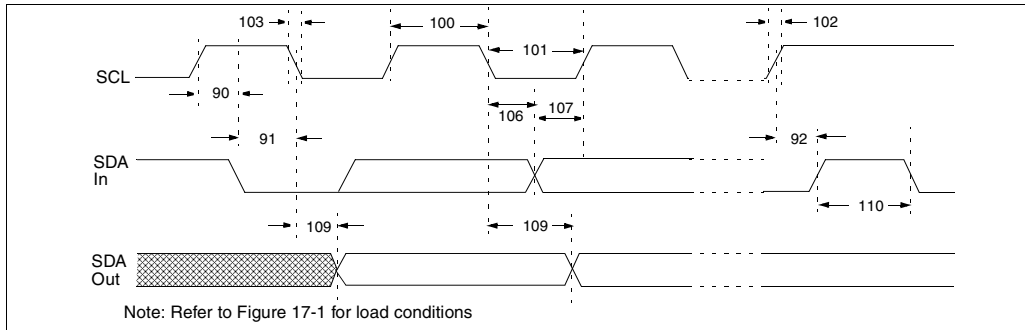 103
100
102
101
SCL
90
106
107
91
92
SDA
In
110
109
109
SDA
Out
Note: Refer to Figure 17-1 for load conditions